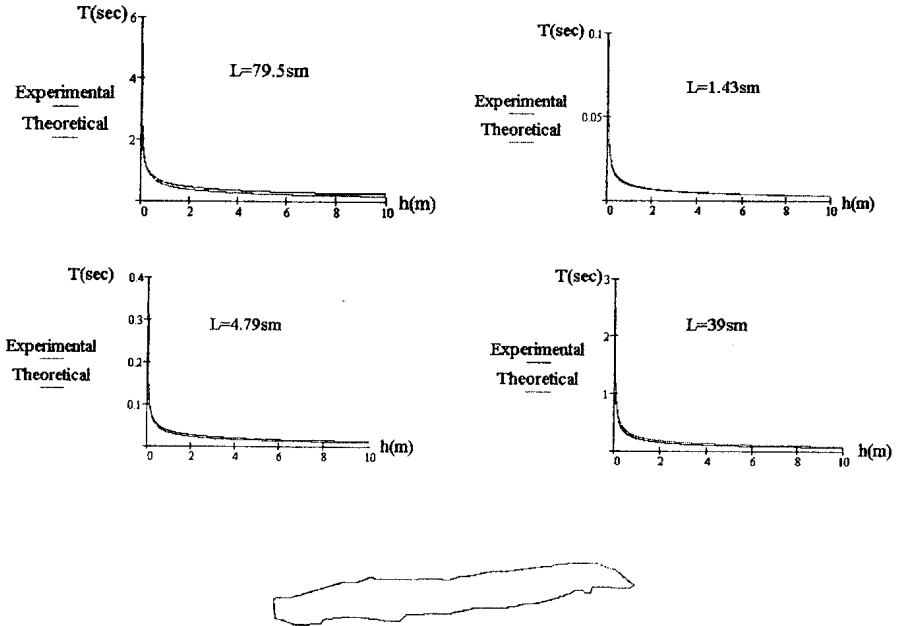 T(sec)
6
4
2
0 2 4 6 8 10
h(m)
L=79.5sm
Experimental
Theoretical
T(sec)
0.1
0.05
0 2 4 6 8 10
h(m)
L=1.43sm
Experimental
Theoretical
T(sec)
0.4
0.3
0.2
0.1
0 2 4 6 8 10
h(m)
L=4.79sm
Experimental
Theoretical
T(sec)
3
2
1
0 2 4 6 8 10
h(m)
L=39sm
Experimental
Theoretical